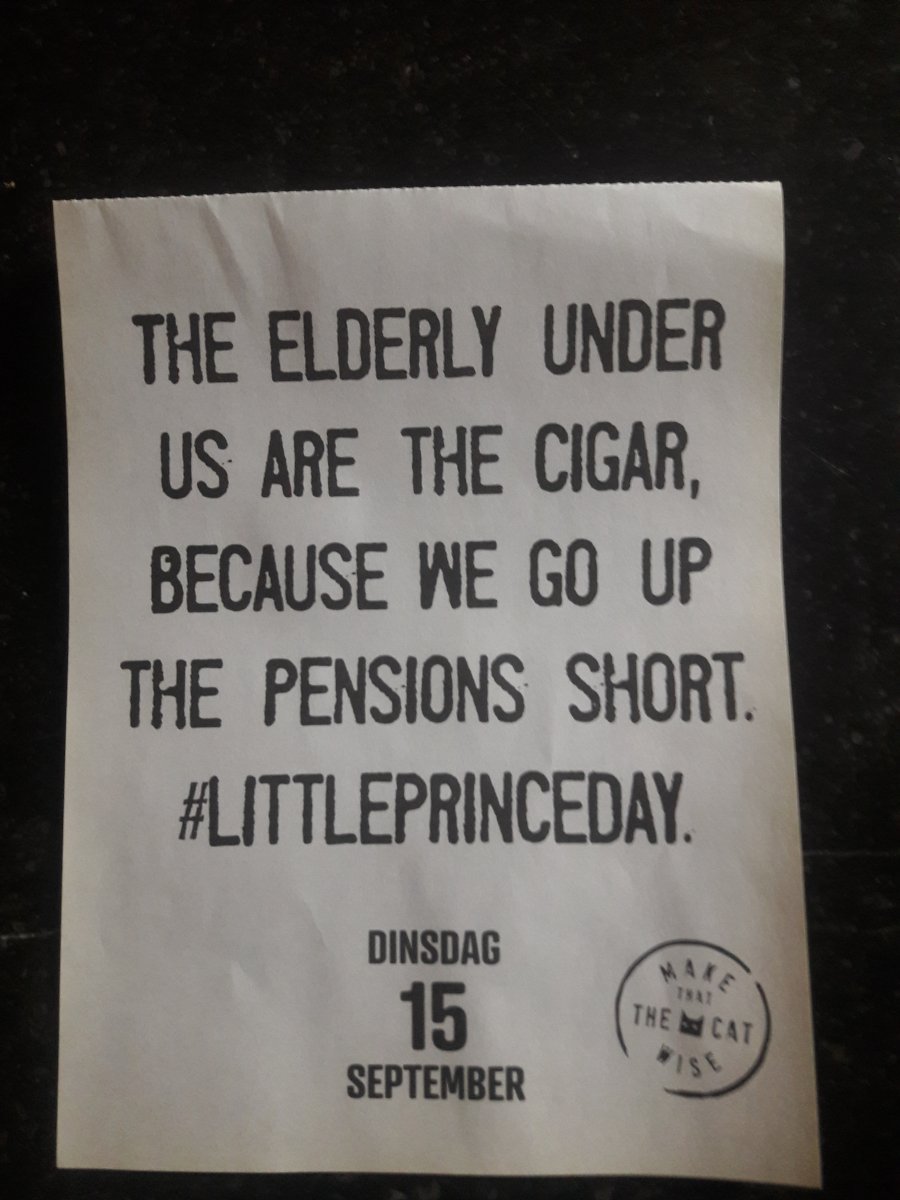 THE ELDERLY UNDER
US ARE THE CIGAR,
BECAUSE WE GO UP
THE PENSIONS SHORT.
#LITTLEPRINCEDAY.
DINSDAG
15
SEPTEMBER
MAKE
THAT
THE CAT
WISE